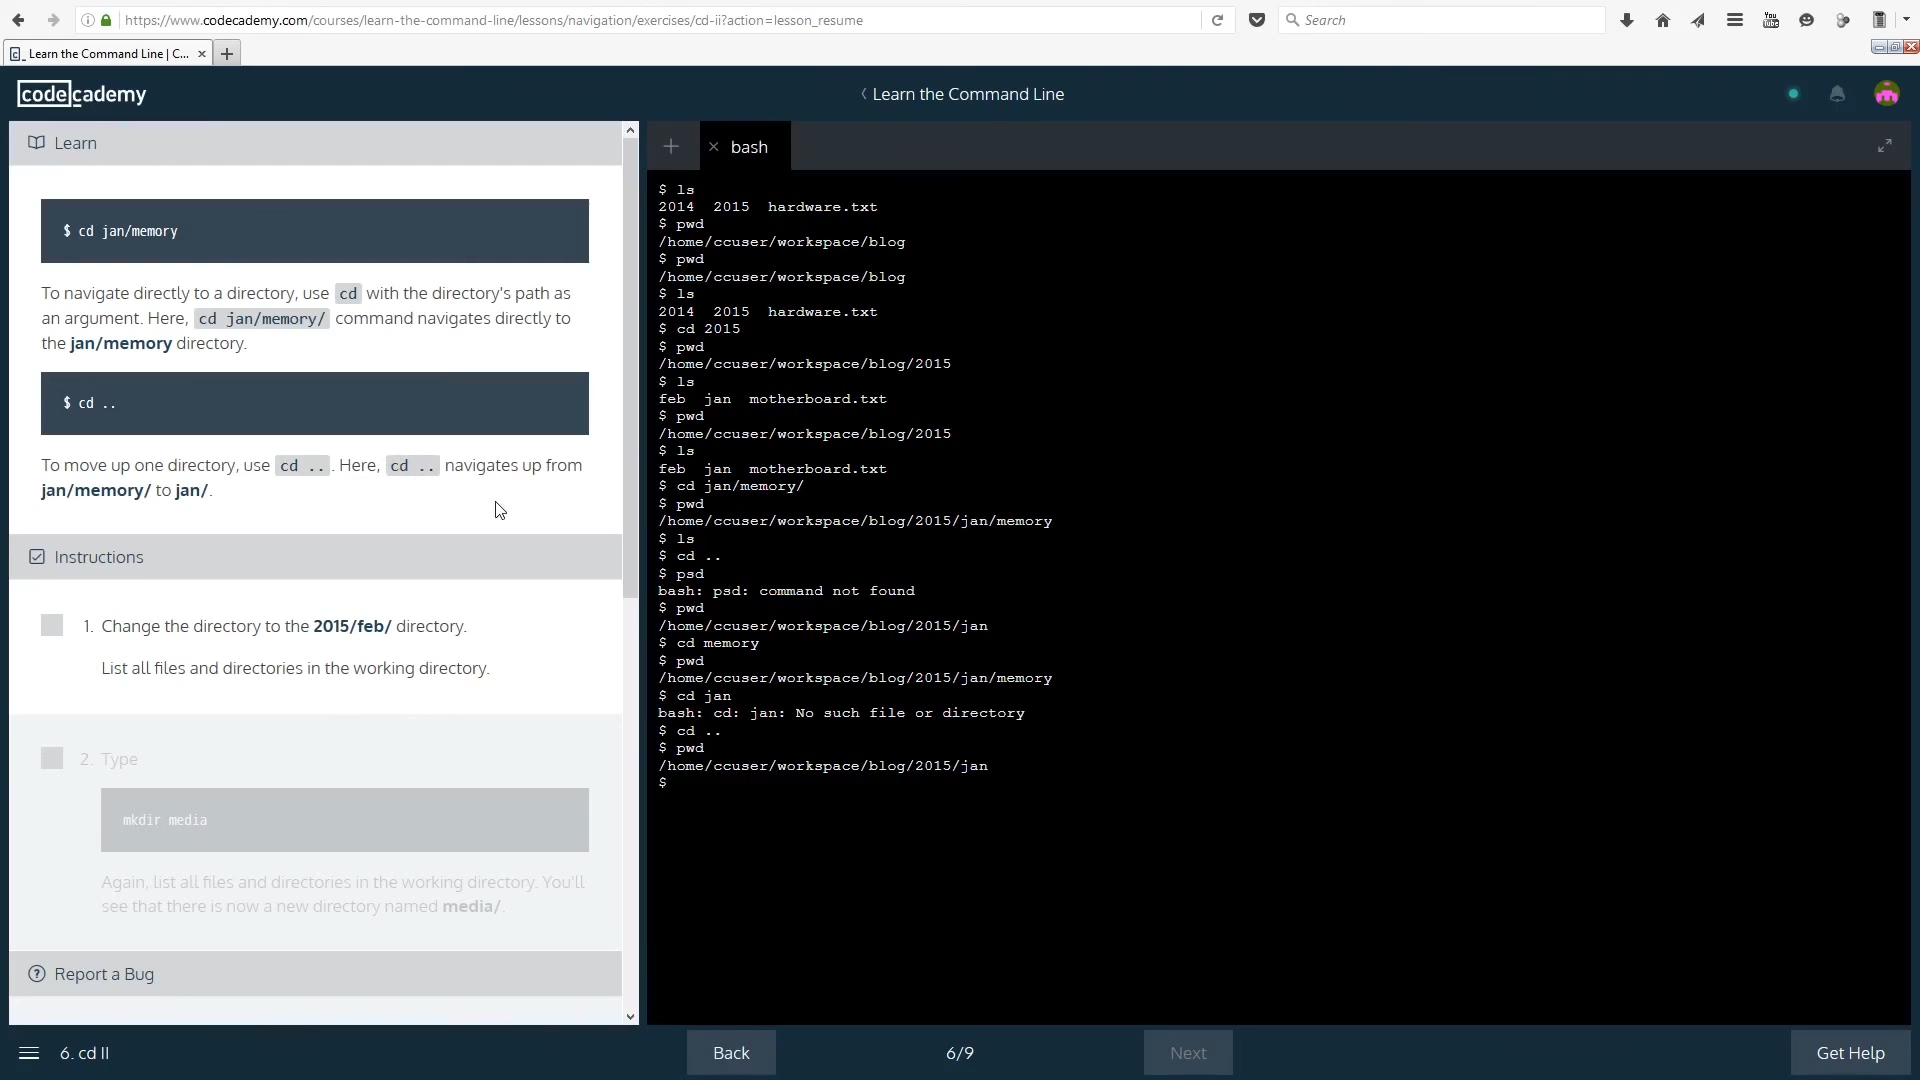 https://www.codecademy.com/courses/learn-the-command-line/lessons/navigation/exercises/cd-ii?action=lesson_resume
Search
You
Tube
Learn the Command Line | C...
codecademy
Learn the Command Line
Learn
bash
$ cd jan/memory
To navigate directly to a directory, use cd with the directory's path as
an argument. Here, cd jan/memory/ command navigates directly to
the jan/memory directory.
$ cd ..
To move up one directory, use cd .. . Here, cd .. navigates up from
jan/memory/ to jan/.
Instructions
1. Change the directory to the 2015/feb/ directory.
List all files and directories in the working directory.
2. Type
mkdir media
Again, list all files and directories in the working directory. You'll
see that there is now a new directory named media/.
Report a Bug
$ ls
2014  2015  hardware.txt
$ pwd
/home/ccuser/workspace/blog
$ pwd
/home/ccuser/workspace/blog
$ ls
2014  2015  hardware.txt
$ cd 2015
$ pwd
/home/ccuser/workspace/blog/2015
$ ls
feb  jan  motherboard.txt
$ pwd
/home/ccuser/workspace/blog/2015
$ ls
feb  jan  motherboard.txt
$ cd jan/memory/
$ pwd
/home/ccuser/workspace/blog/2015/jan/memory
$ ls
$ cd ..
$ psd
bash: psd: command not found
$ pwd
/home/ccuser/workspace/blog/2015/jan
$ cd memory
$ pwd
/home/ccuser/workspace/blog/2015/jan/memory
$ cd jan
bash: cd: jan: No such file or directory
$ cd ..
$ pwd
/home/ccuser/workspace/blog/2015/jan
$
6. cd II
Back
6/9
Next
Get Help